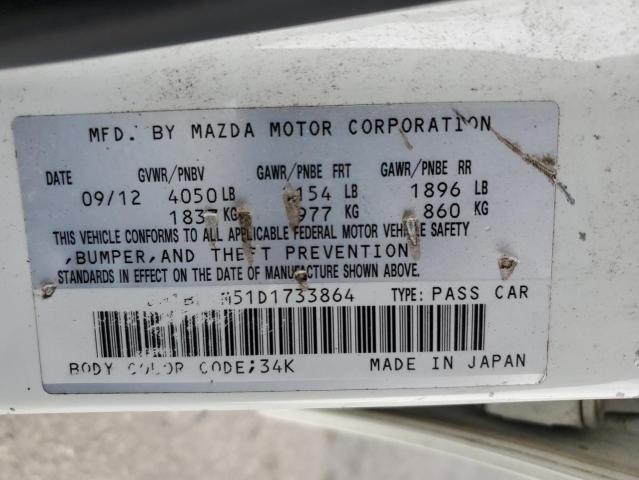 MFD. BY MAZDA MOTOR CORPORATION
DATE GVWR/PNBV GAWR/PNBE FRT GAWR/PNBE RR
09/12 4050 LB LB 1896 LB
KG 977 KG 860 KG
THIS VEHICLE CONFORMS TO ALL APPLICABLE FEDERAL MOTOR VEHICLE SAFETY
,BUMPER,AND THEFT PREVENTION
STANDARDS IN EFFECT ON THE DATE OF MANUFACTURE SHOWN ABOVE.
M51D1733864 TYPE: PASS CAR
BODY COLOR CODE;34K MADE IN JAPAN